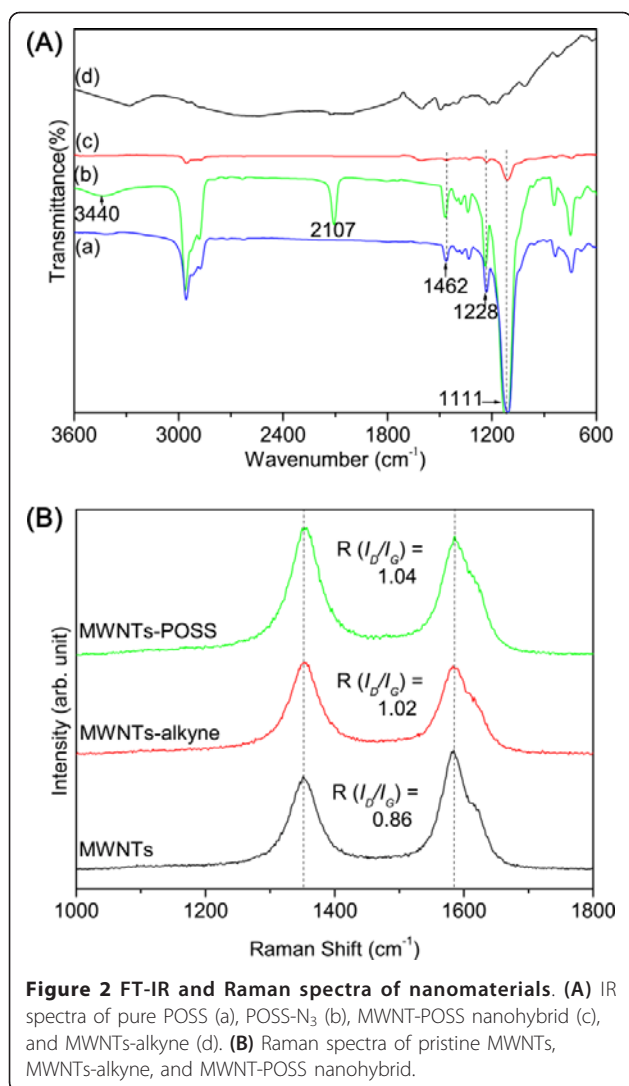 (A)
(d)
(c)
(b)
3440
2107
(a)
1462
1228
1111
Transmittance(%)
3600 3000 2400 1800 1200 600
Wavenumber (cm⁻¹)
(B)
R (I_D/I_G) =
1.04
MWNTs-POSS
R (I_D/I_G) =
1.02
MWNTs-alkyne
R (I_D/I_G) =
0.86
MWNTs
Intensity (arb. unit)
1000 1200 1400 1600 1800
Raman Shift (cm⁻¹)
Figure 2 FT-IR and Raman spectra of nanomaterials. (A) IR
spectra of pure POSS (a), POSS-N₃ (b), MWNT-POSS nanohybrid (c),
and MWNTs-alkyne (d). (B) Raman spectra of pristine MWNTs,
MWNTs-alkyne, and MWNT-POSS nanohybrid.